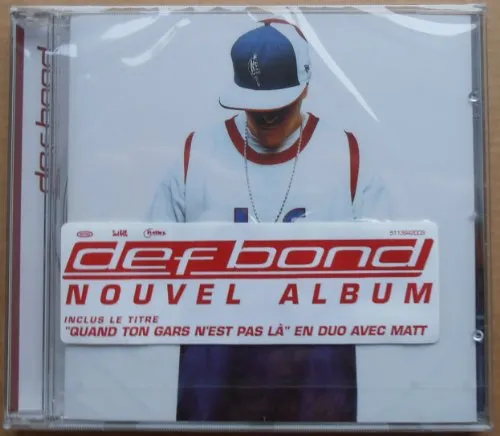 def bond
def bond
NOUVEL ALBUM
INCLUS LE TITRE
"QUAND TON GARS N'EST PAS LÀ" EN DUO AVEC MATT